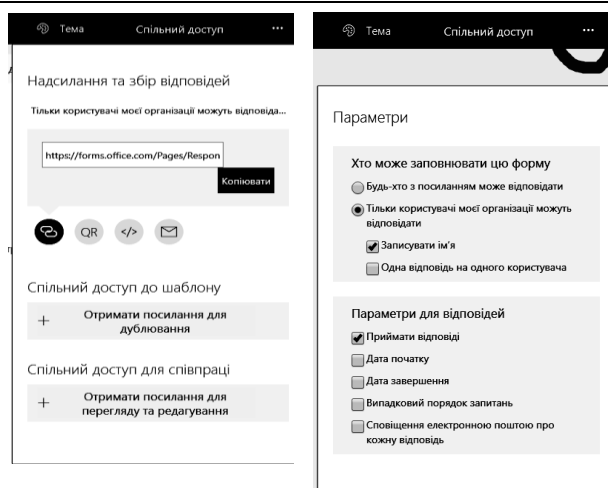 Тема Спільний доступ ...
Надсилання та збір відповідей
Тільки користувачі моєї організації можуть відповіда...
https://forms.office.com/Pages/Respon
Копіювати
QR </>
Спільний доступ до шаблону
+ Отримати посилання для
дублювання
Спільний доступ для співпраці
+ Отримати посилання для
перегляду та редагування
Тема Спільний доступ ...
Параметри
Хто може заповнювати цю форму
Будь-хто з посиланням може відповідати
Тільки користувачі моєї організації можуть
відповідати
Записувати ім'я
Одна відповідь на одного користувача
Параметри для відповідей
Приймати відповіді
Дата початку
Дата завершення
Випадковий порядок запитань
Сповіщення електронною поштою про
кожну відповідь